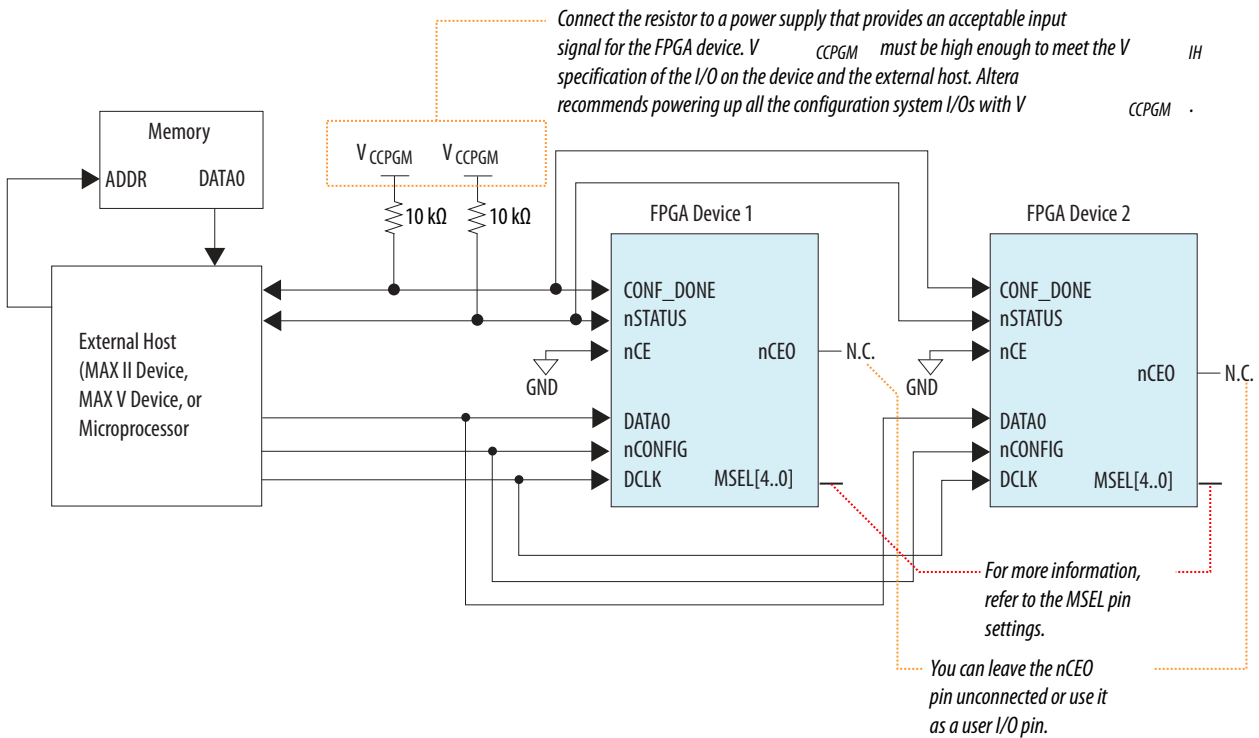 Connect the resistor to a power supply that provides an acceptable input
signal for the FPGA device. V CCPGM must be high enough to meet the V IH
specification of the I/O on the device and the external host. Altera
recommends powering up all the configuration system I/Os with V CCPGM .
Memory
ADDR DATA0
V CCPGM V CCPGM
10 kΩ 10 kΩ
External Host
(MAX II Device,
MAX V Device, or
Microprocessor
FPGA Device 1
CONF_DONE
nSTATUS
nCE nCEO N.C.
GND
DATA0
nCONFIG
DCLK MSEL[4..0]
FPGA Device 2
CONF_DONE
nSTATUS
nCE
nCEO N.C.
GND
DATA0
nCONFIG
DCLK MSEL[4..0]
For more information,
refer to the MSEL pin
settings.
You can leave the nCEO
pin unconnected or use it
as a user I/O pin.